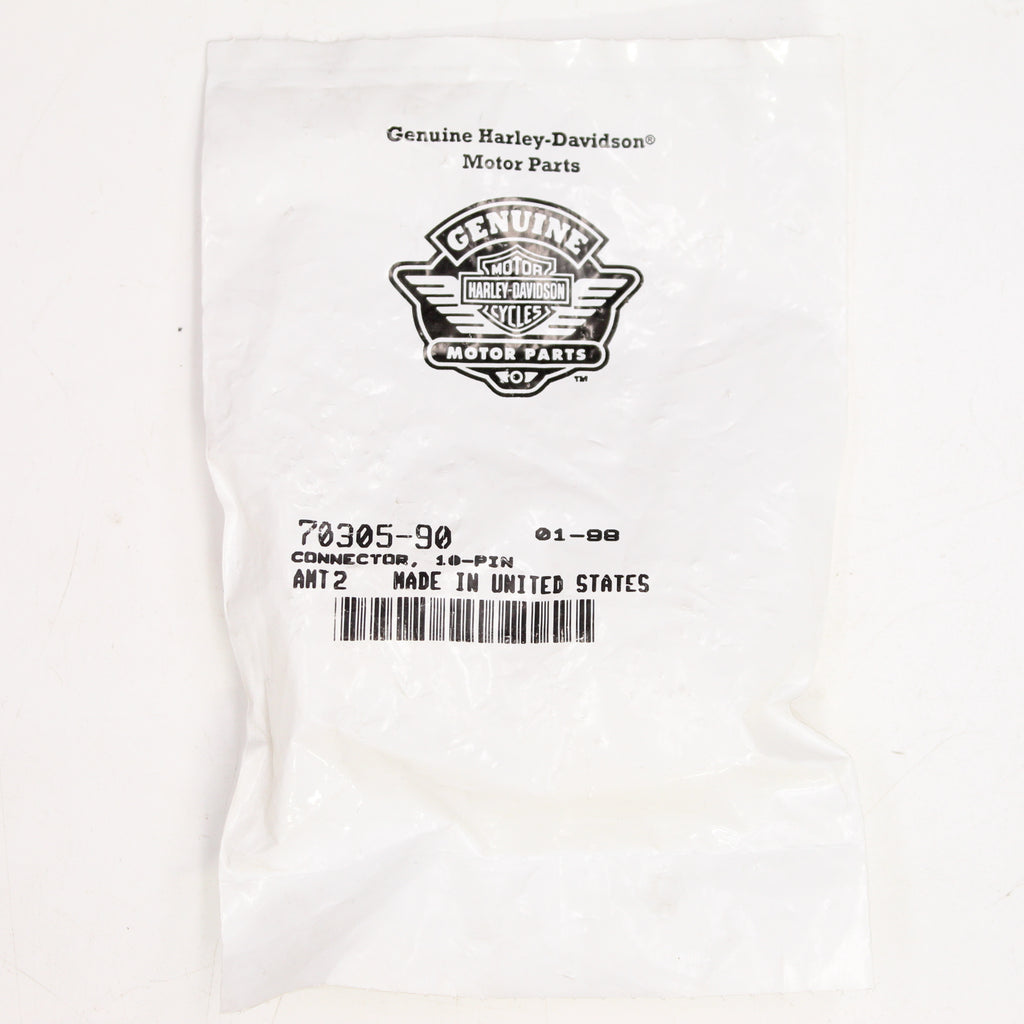 Genuine Harley-Davidson®
Motor Parts
GENUINE
MOTOR
HARLEY-DAVIDSON
CYCLES
MOTOR PARTS
TM
70305-90 01-98
CONNECTOR, 10-PIN
AMT2 MADE IN UNITED STATES